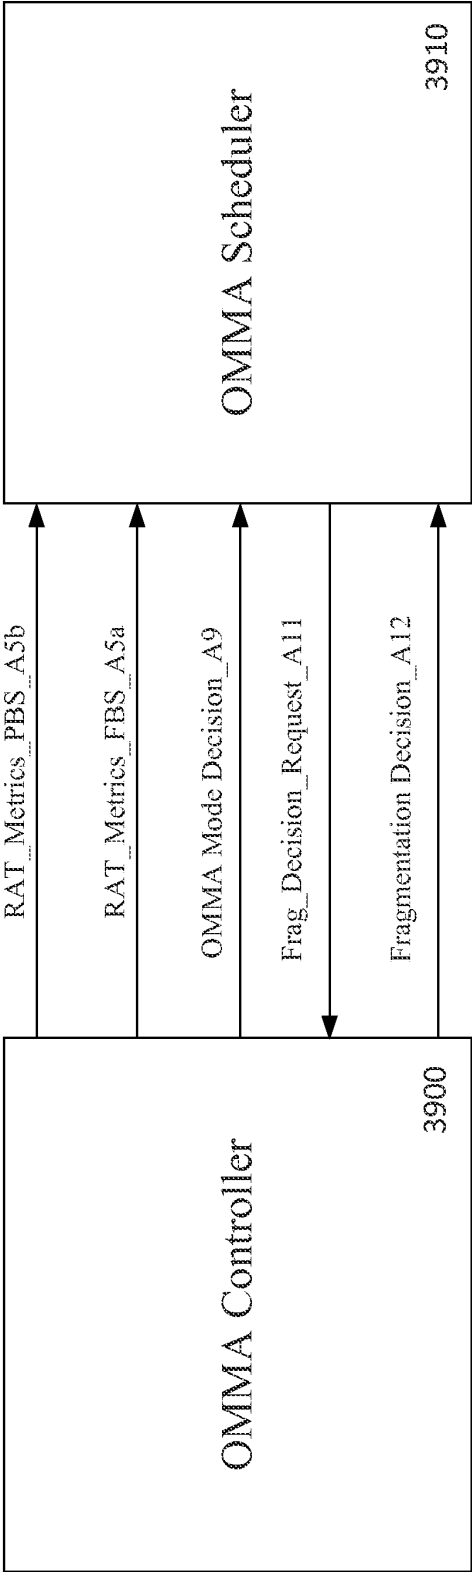 OMMA Controller
3900
RAT_Metrics_PBS_A5b
RAT_Metrics_FBS_A5a
OMMA Mode Decision_A9
Frag_Decision_Request_A11
Fragmentation Decision_A12
OMMA Scheduler
3910